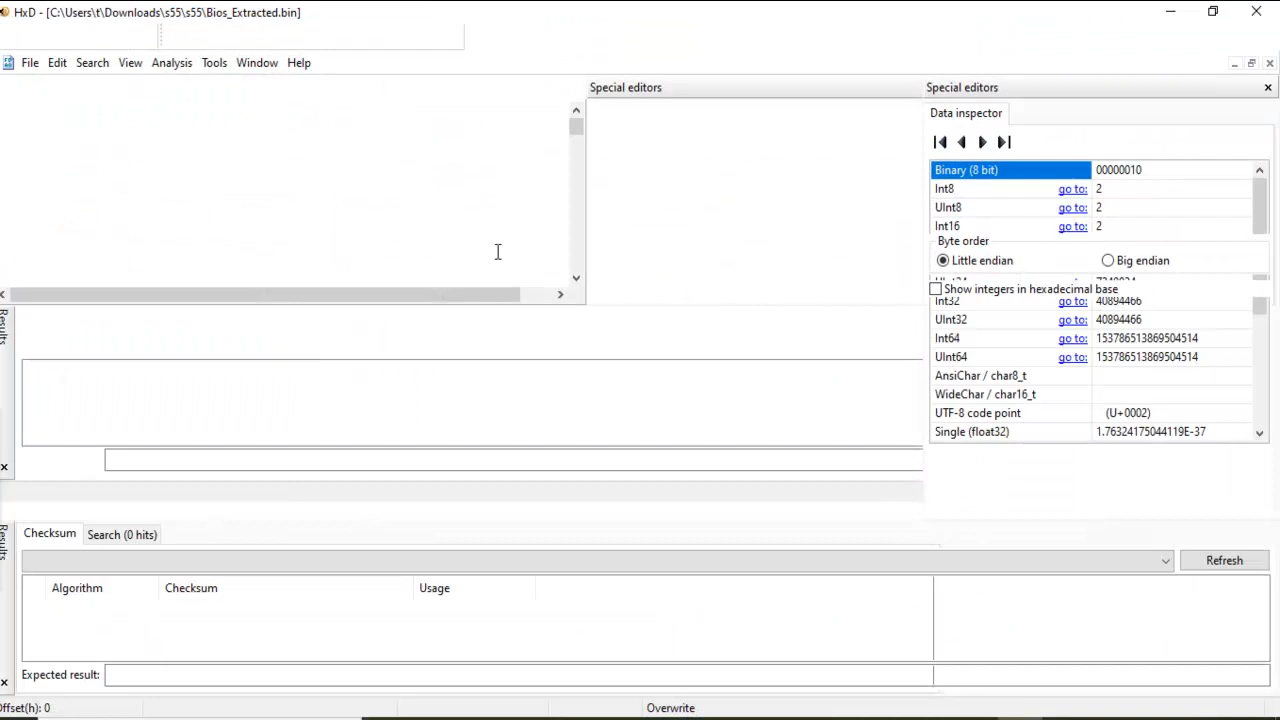 HxD - [C:\Users\t\Downloads\s55\s55\Bios_Extracted.bin]
File Edit Search View Analysis Tools Window Help
Special editors
Special editors
Data inspector
Binary (8 bit) 00000010
Int8 go to: 2
UInt8 go to: 2
Int16 go to: 2
Byte order
Little endian Big endian
Show integers in hexadecimal base
Int32 go to: 40894466
UInt32 go to: 40894466
Int64 go to: 153786513869504514
UInt64 go to: 153786513869504514
AnsiChar / char8_t
WideChar / char16_t
UTF-8 code point (U+0002)
Single (float32) 1.76324175044119E-37
Results
Results
Checksum Search (0 hits)
Refresh
Algorithm Checksum Usage
Expected result:
Offset(h): 0 Overwrite